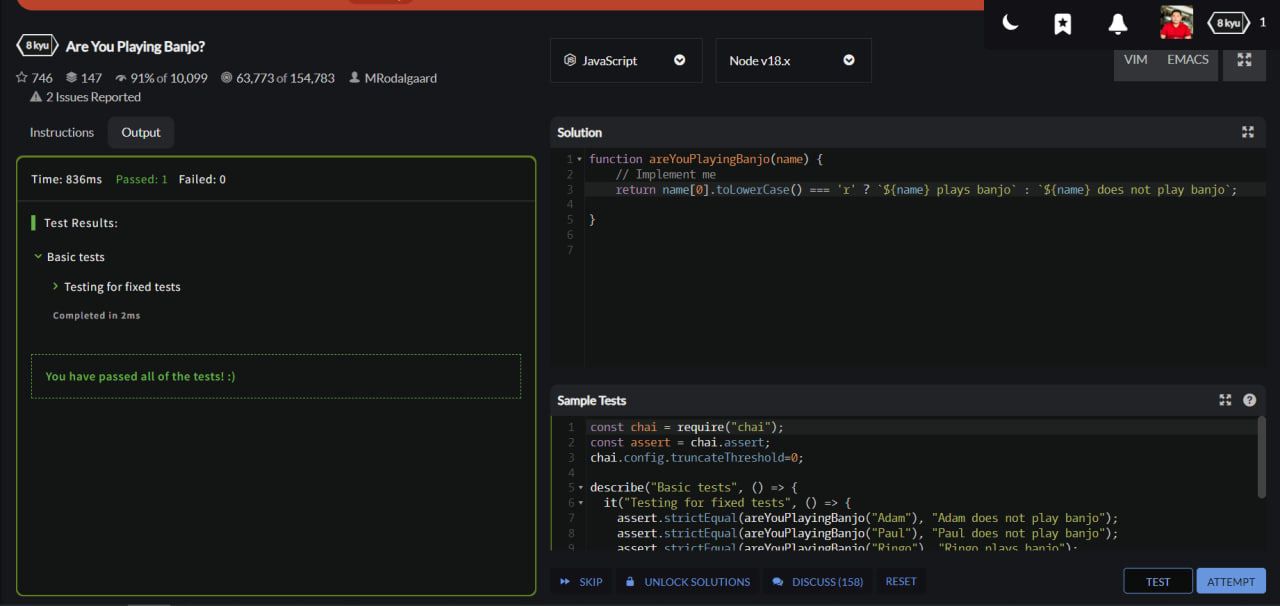 8 kyu Are You Playing Banjo?
746 147 91% of 10,099 63,773 of 154,783 MRodalgaard
2 Issues Reported
JavaScript
Node v18.x
8 kyu 1
VIM EMACS
Instructions Output
Time: 836ms Passed: 1 Failed: 0
Test Results:
Basic tests
Testing for fixed tests
Completed in 2ms
You have passed all of the tests! :)
Solution
1 function areYouPlayingBanjo(name) {
2 // Implement me
3 return name[0].toLowerCase() === 'r' ? `${name} plays banjo` : `${name} does not play banjo`;
4
5 }
6
7
Sample Tests
1 const chai = require("chai");
2 const assert = chai.assert;
3 chai.config.truncateThreshold=0;
4
5 describe("Basic tests", () => {
6 it("Testing for fixed tests", () => {
7 assert.strictEqual(areYouPlayingBanjo("Adam"), "Adam does not play banjo");
8 assert.strictEqual(areYouPlayingBanjo("Paul"), "Paul does not play banjo");
9 assert.strictEqual(areYouPlayingBanjo("Ringo"), "Ringo plays banjo");
SKIP UNLOCK SOLUTIONS DISCUSS (158) RESET TEST ATTEMPT